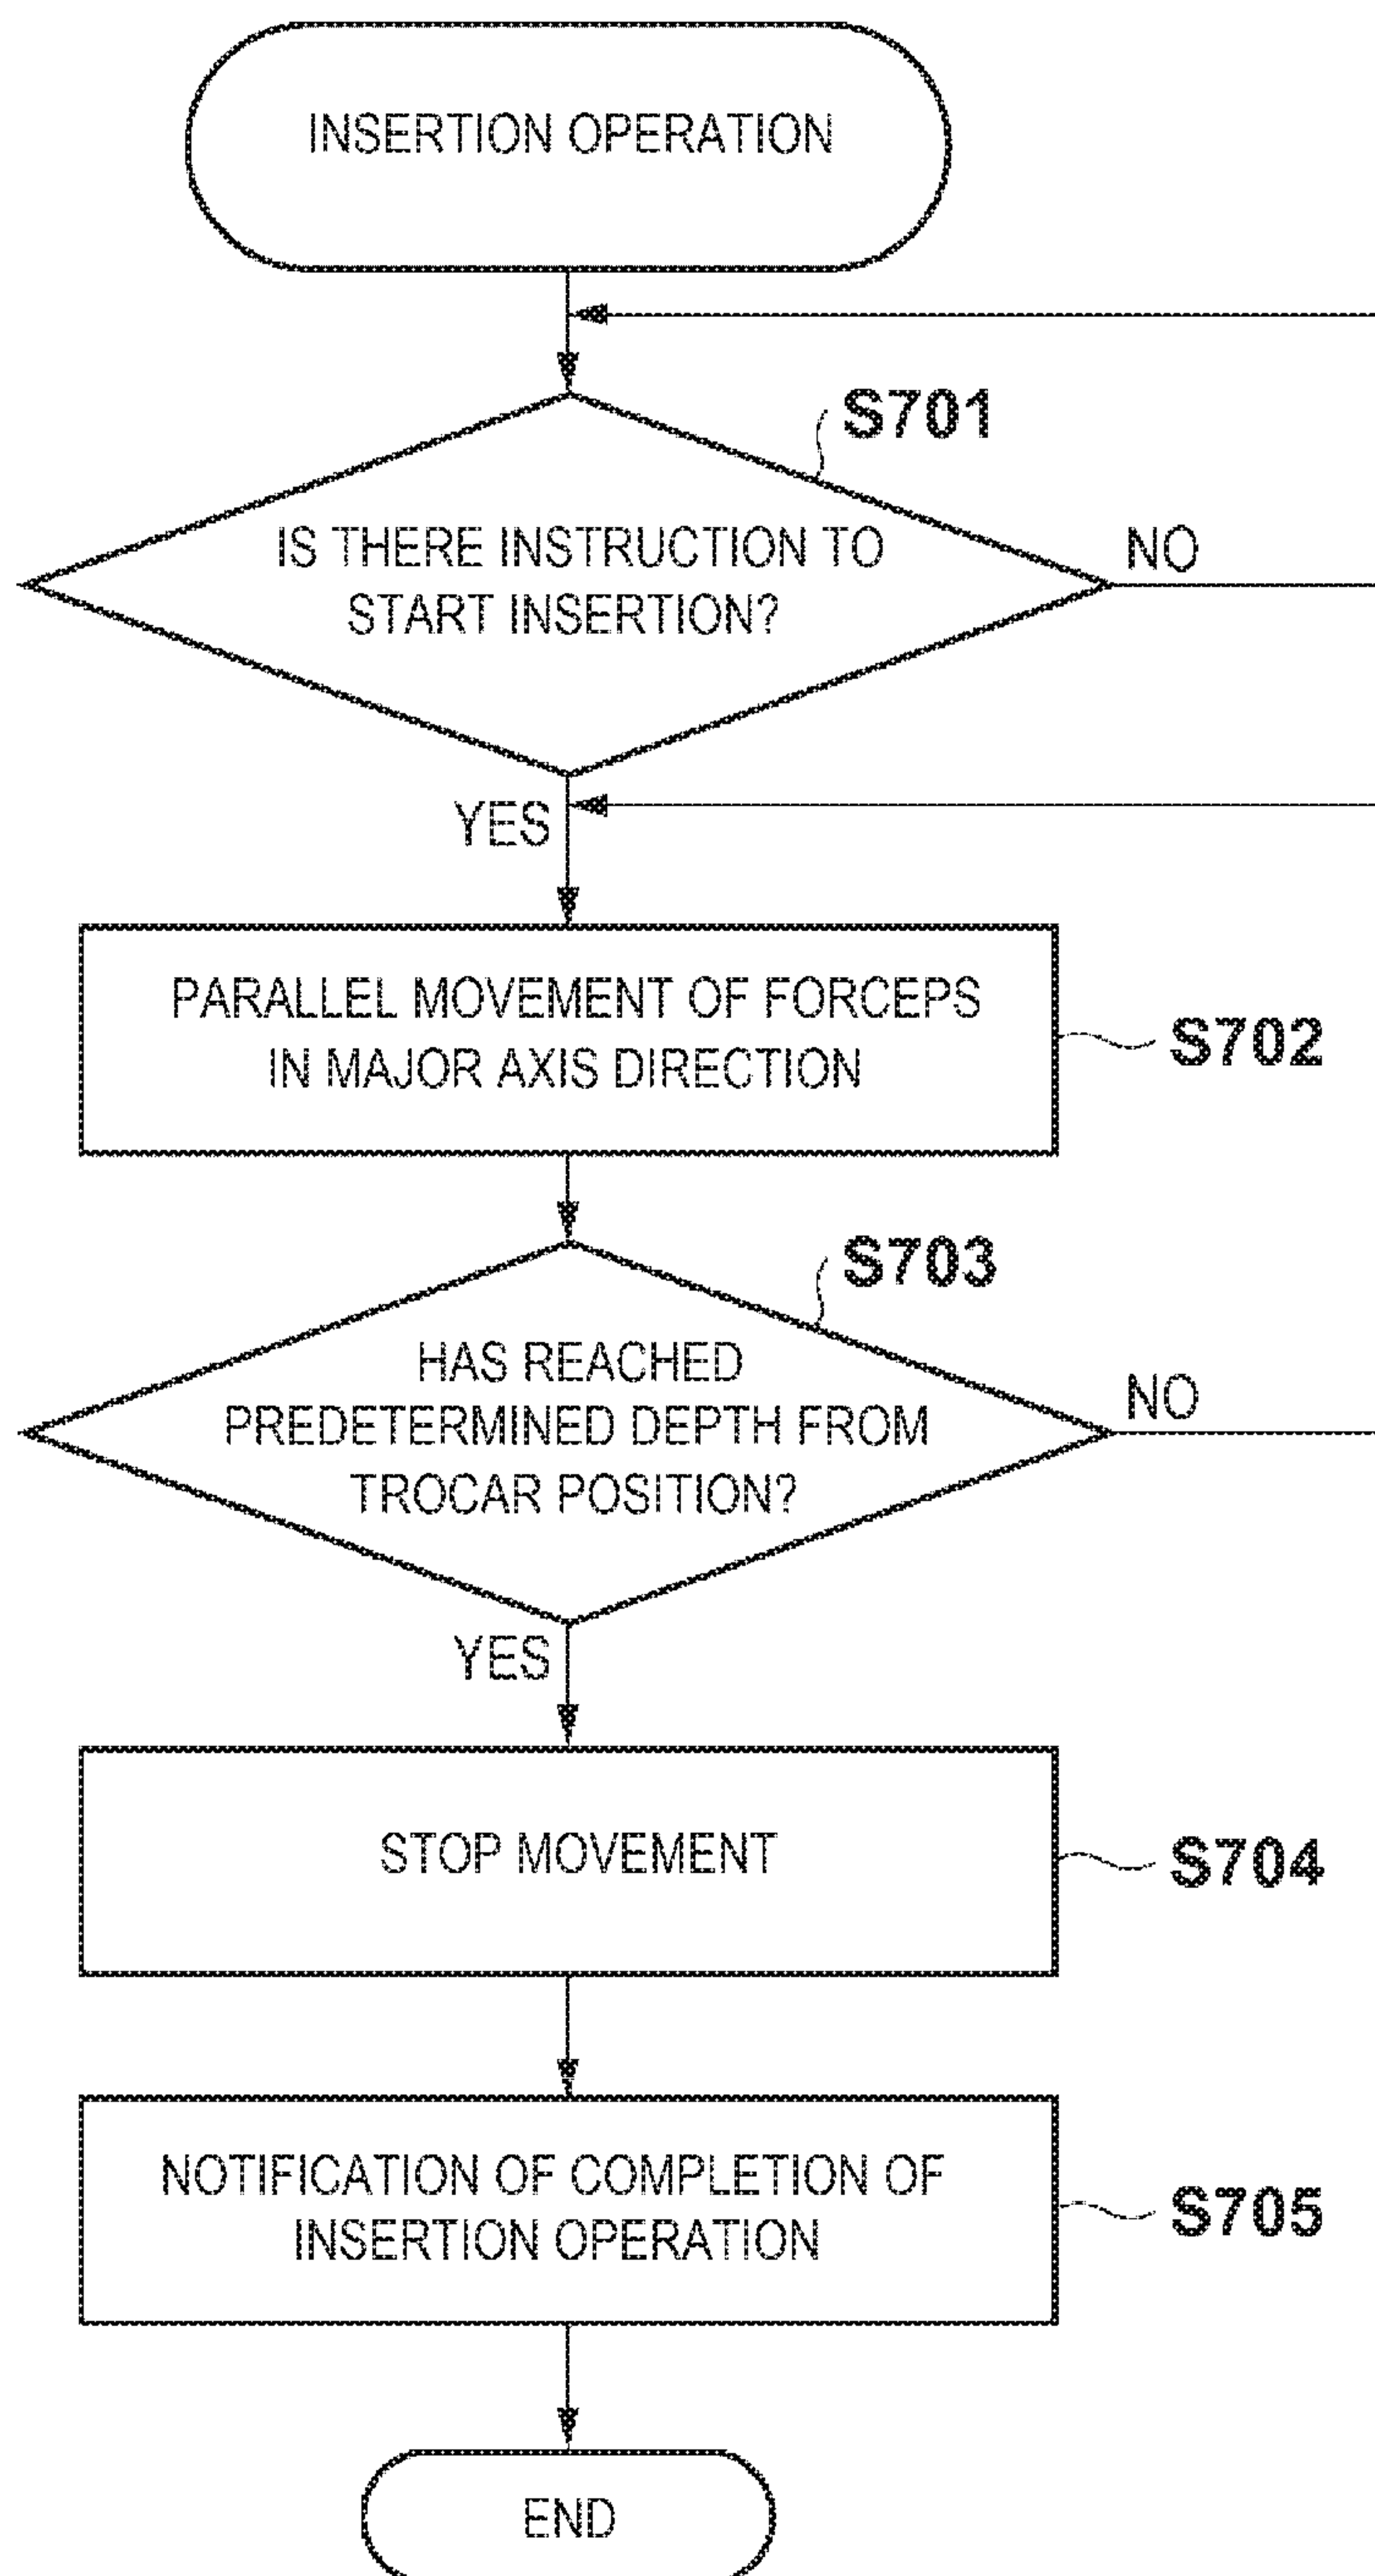 INSERTION OPERATION
S701
IS THERE INSTRUCTION TO
START INSERTION?
NO
YES
PARALLEL MOVEMENT OF FORCEPS
IN MAJOR AXIS DIRECTION
S702
S703
HAS REACHED
PREDETERMINED DEPTH FROM
TROCAR POSITION?
NO
YES
STOP MOVEMENT
S704
NOTIFICATION OF COMPLETION OF
INSERTION OPERATION
S705
END